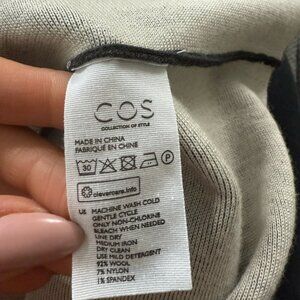 COS
COLLECTION OF STYLE
MADE IN CHINA
FABRIQUÉ EN CHINE
30 P
clevercare.info
US MACHINE WASH COLD
GENTLE CYCLE
ONLY NON-CHLORINE
BLEACH WHEN NEEDED
LINE DRY
MEDIUM IRON
DRY CLEAN
USE MILD DETERGENT
92% WOOL
7% NYLON
1% SPANDEX